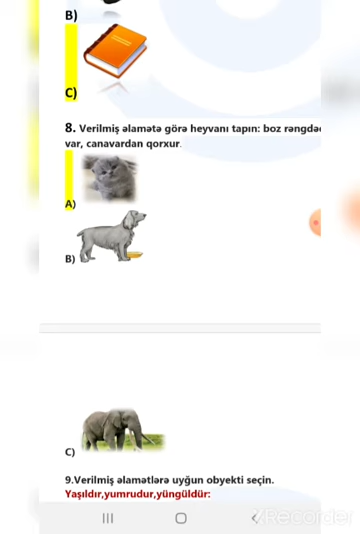 B)
C)
8. Verilmiş əlamətə görə heyvanı tapın: boz rəngdə
var, canavardan qorxur.
A)
B)
C)
9.Verilmiş əlamətlərə uyğun obyekti seçin.
Yaşıldır,yumrudur,yüngüldür:
XRecorder